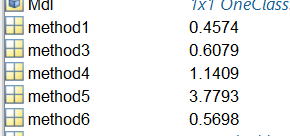 Mdl 1x1 OneClass
method1 0.4574
method3 0.6079
method4 1.1409
method5 3.7793
method6 0.5698